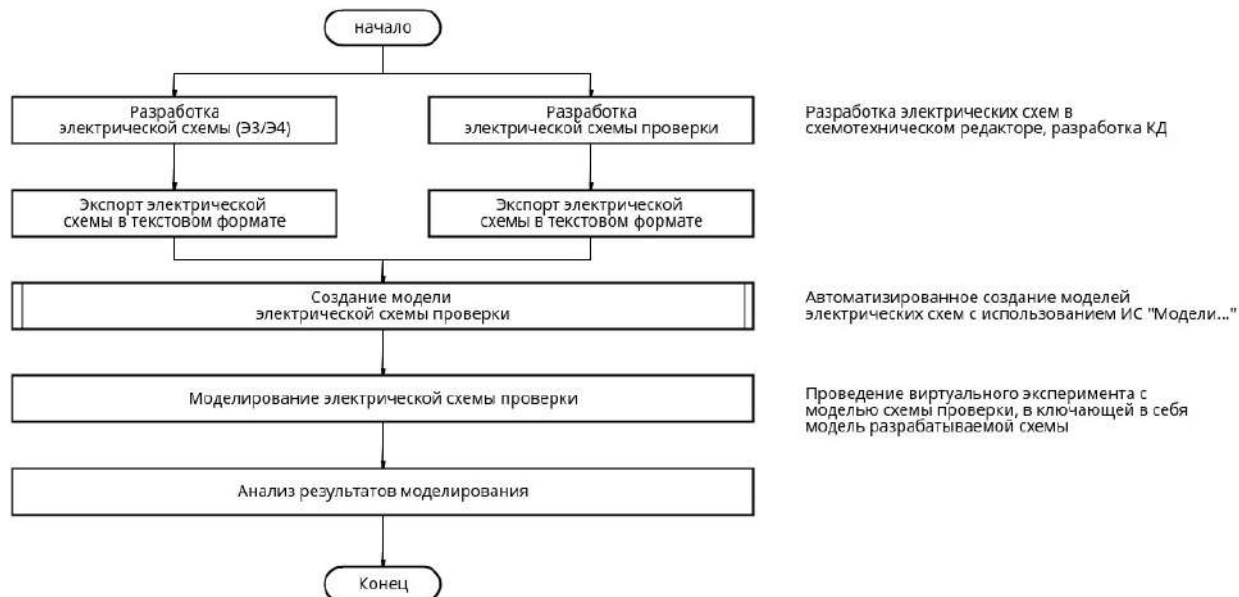 начало
Разработка
электрической схемы (Э3/Э4)
Разработка
электрической схемы проверки
Разработка электрических схем в
схемотехническом редакторе, разработка КД
Экспорт электрической
схемы в текстовом формате
Экспорт электрической
схемы в текстовом формате
Создание модели
электрической схемы проверки
Автоматизированное создание моделей
электрических схем с использованием ИС "Модели..."
Моделирование электрической схемы проверки
Проведение виртуального эксперимента с
моделью схемы проверки, в ключающей в себя
модель разрабатываемой схемы
Анализ результатов моделирования
Конец